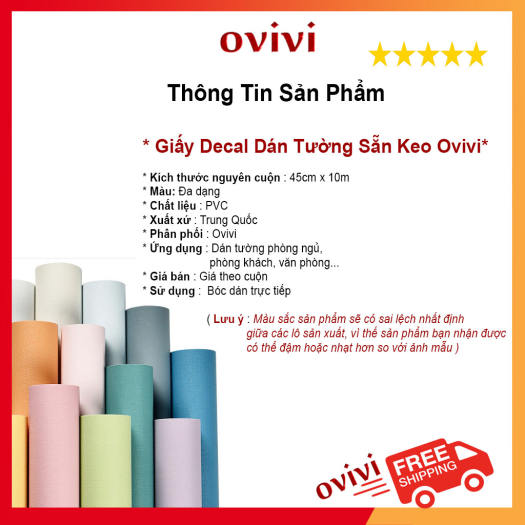 ovivi
Thông Tin Sản Phẩm
* Giấy Decal Dán Tường Sẵn Keo Ovivi*
* Kích thước nguyên cuộn : 45cm x 10m
* Màu: Đa dạng
* Chất liệu : PVC
* Xuất xứ : Trung Quốc
* Phân phối : Ovivi
* Ứng dụng : Dán tường phòng ngủ,
phòng khách, văn phòng...
* Giá bán : Giá theo cuộn
* Sử dụng : Bóc dán trực tiếp
( Lưu ý : Màu sắc sản phẩm sẽ có sai lệch nhất định
giữa các lô sản xuất, vì thế sản phẩm bạn nhận được
có thể đậm hoặc nhạt hơn so với ảnh mẫu )
ovivi
FREE
SHIPPING